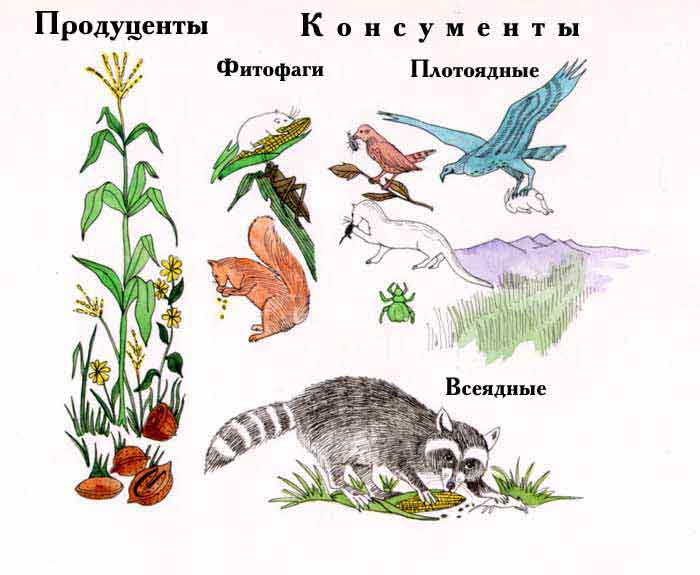 Продуценты
Консументы
Фитофаги
Плотоядные
Всеядные